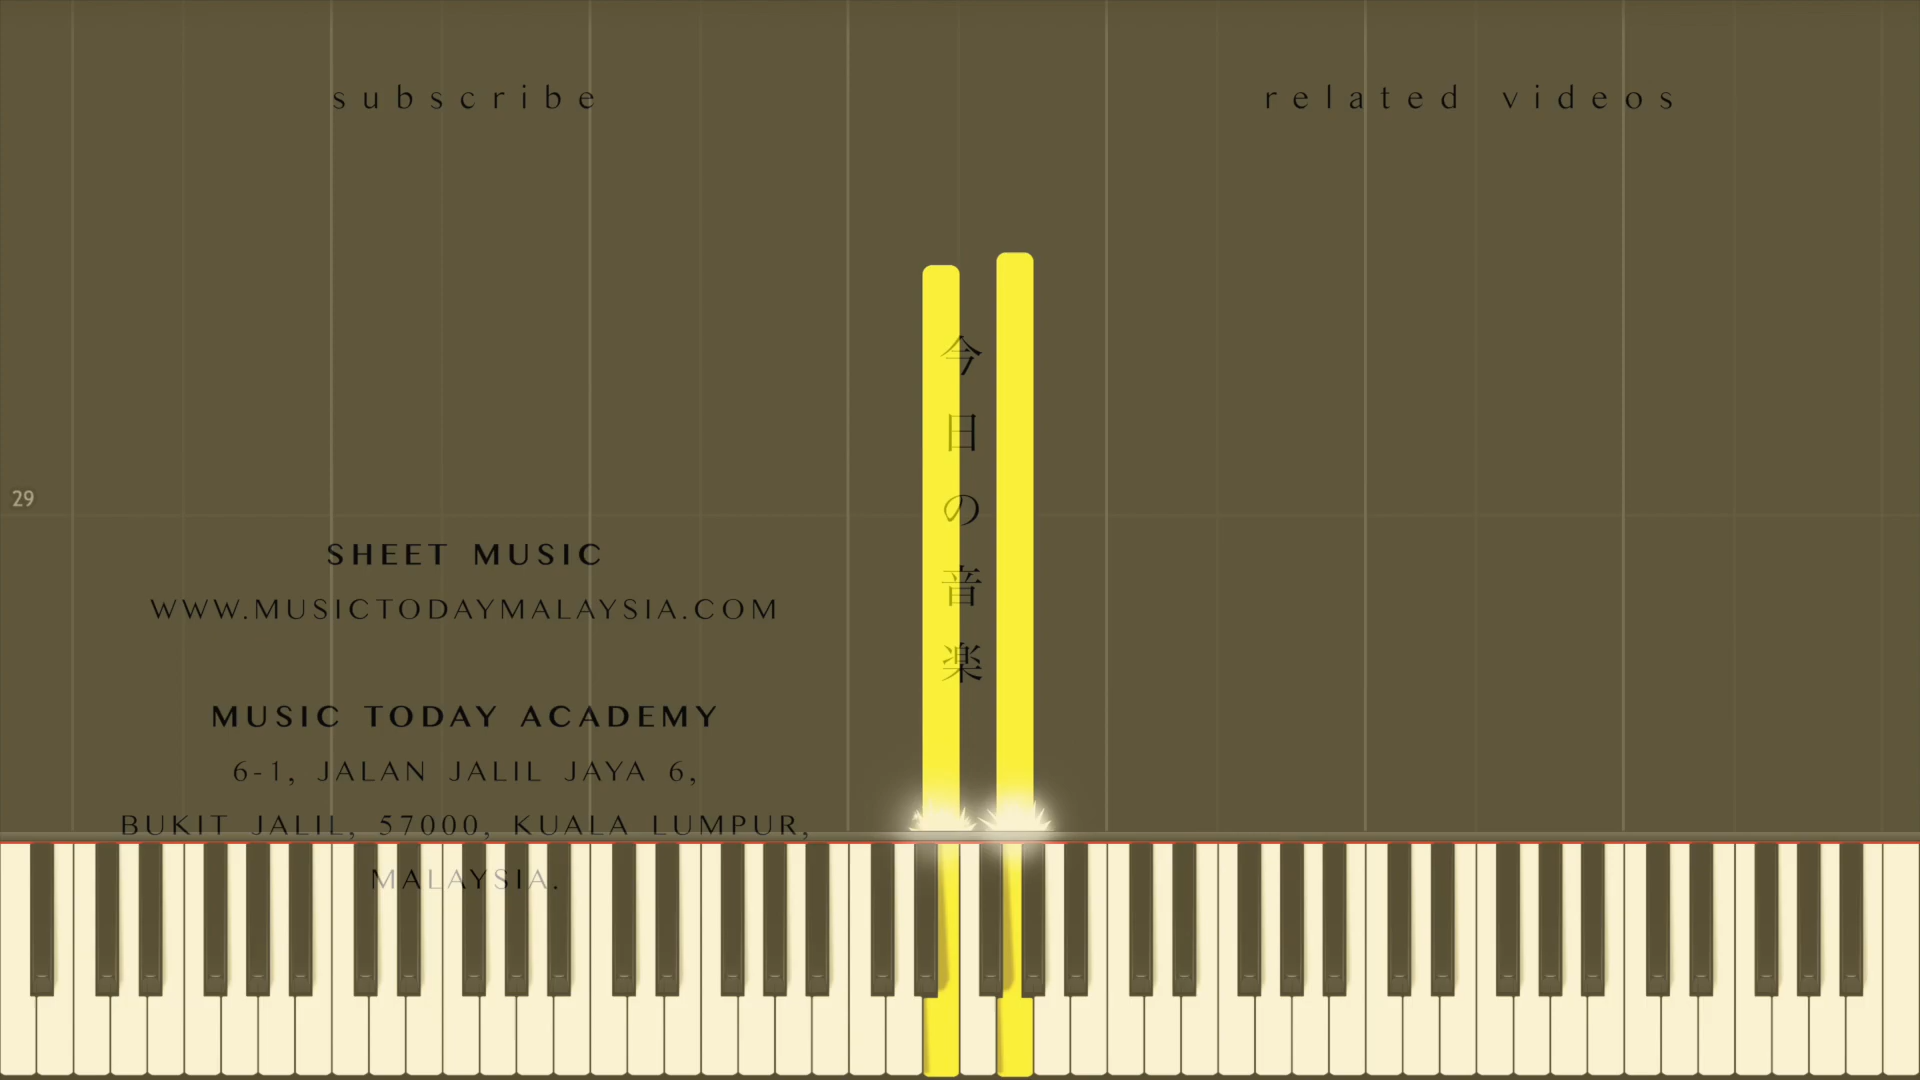 subscribe
related videos
今日の音楽
29
SHEET MUSIC
WWW.MUSICTODAYMALAYSIA.COM
MUSIC TODAY ACADEMY
6-1, JALAN JALIL JAYA 6,
BUKIT JALIL, 57000, KUALA LUMPUR,
MALAYSIA.